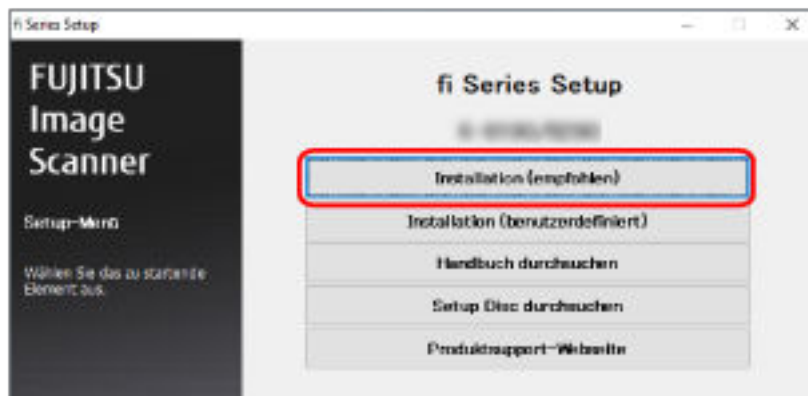 fi Series Setup
FUJITSU
Image
Scanner
Setup-Menü
Wählen Sie das zu startende
Element aus.
fi Series Setup
Installation (empfohlen)
Installation (benutzerdefiniert)
Handbuch durchsuchen
Setup Disc durchsuchen
Produktsupport-Webseite